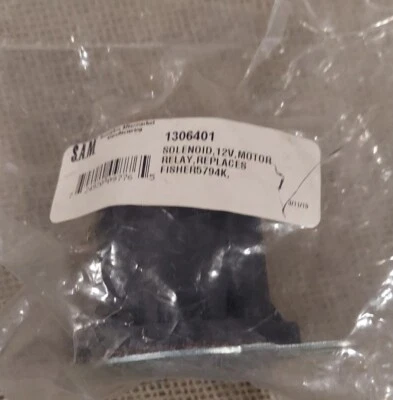 S.A.M
1306401
SOLENOID,12V,MOTOR
RELAY,REPLACES
FISHER5794K,